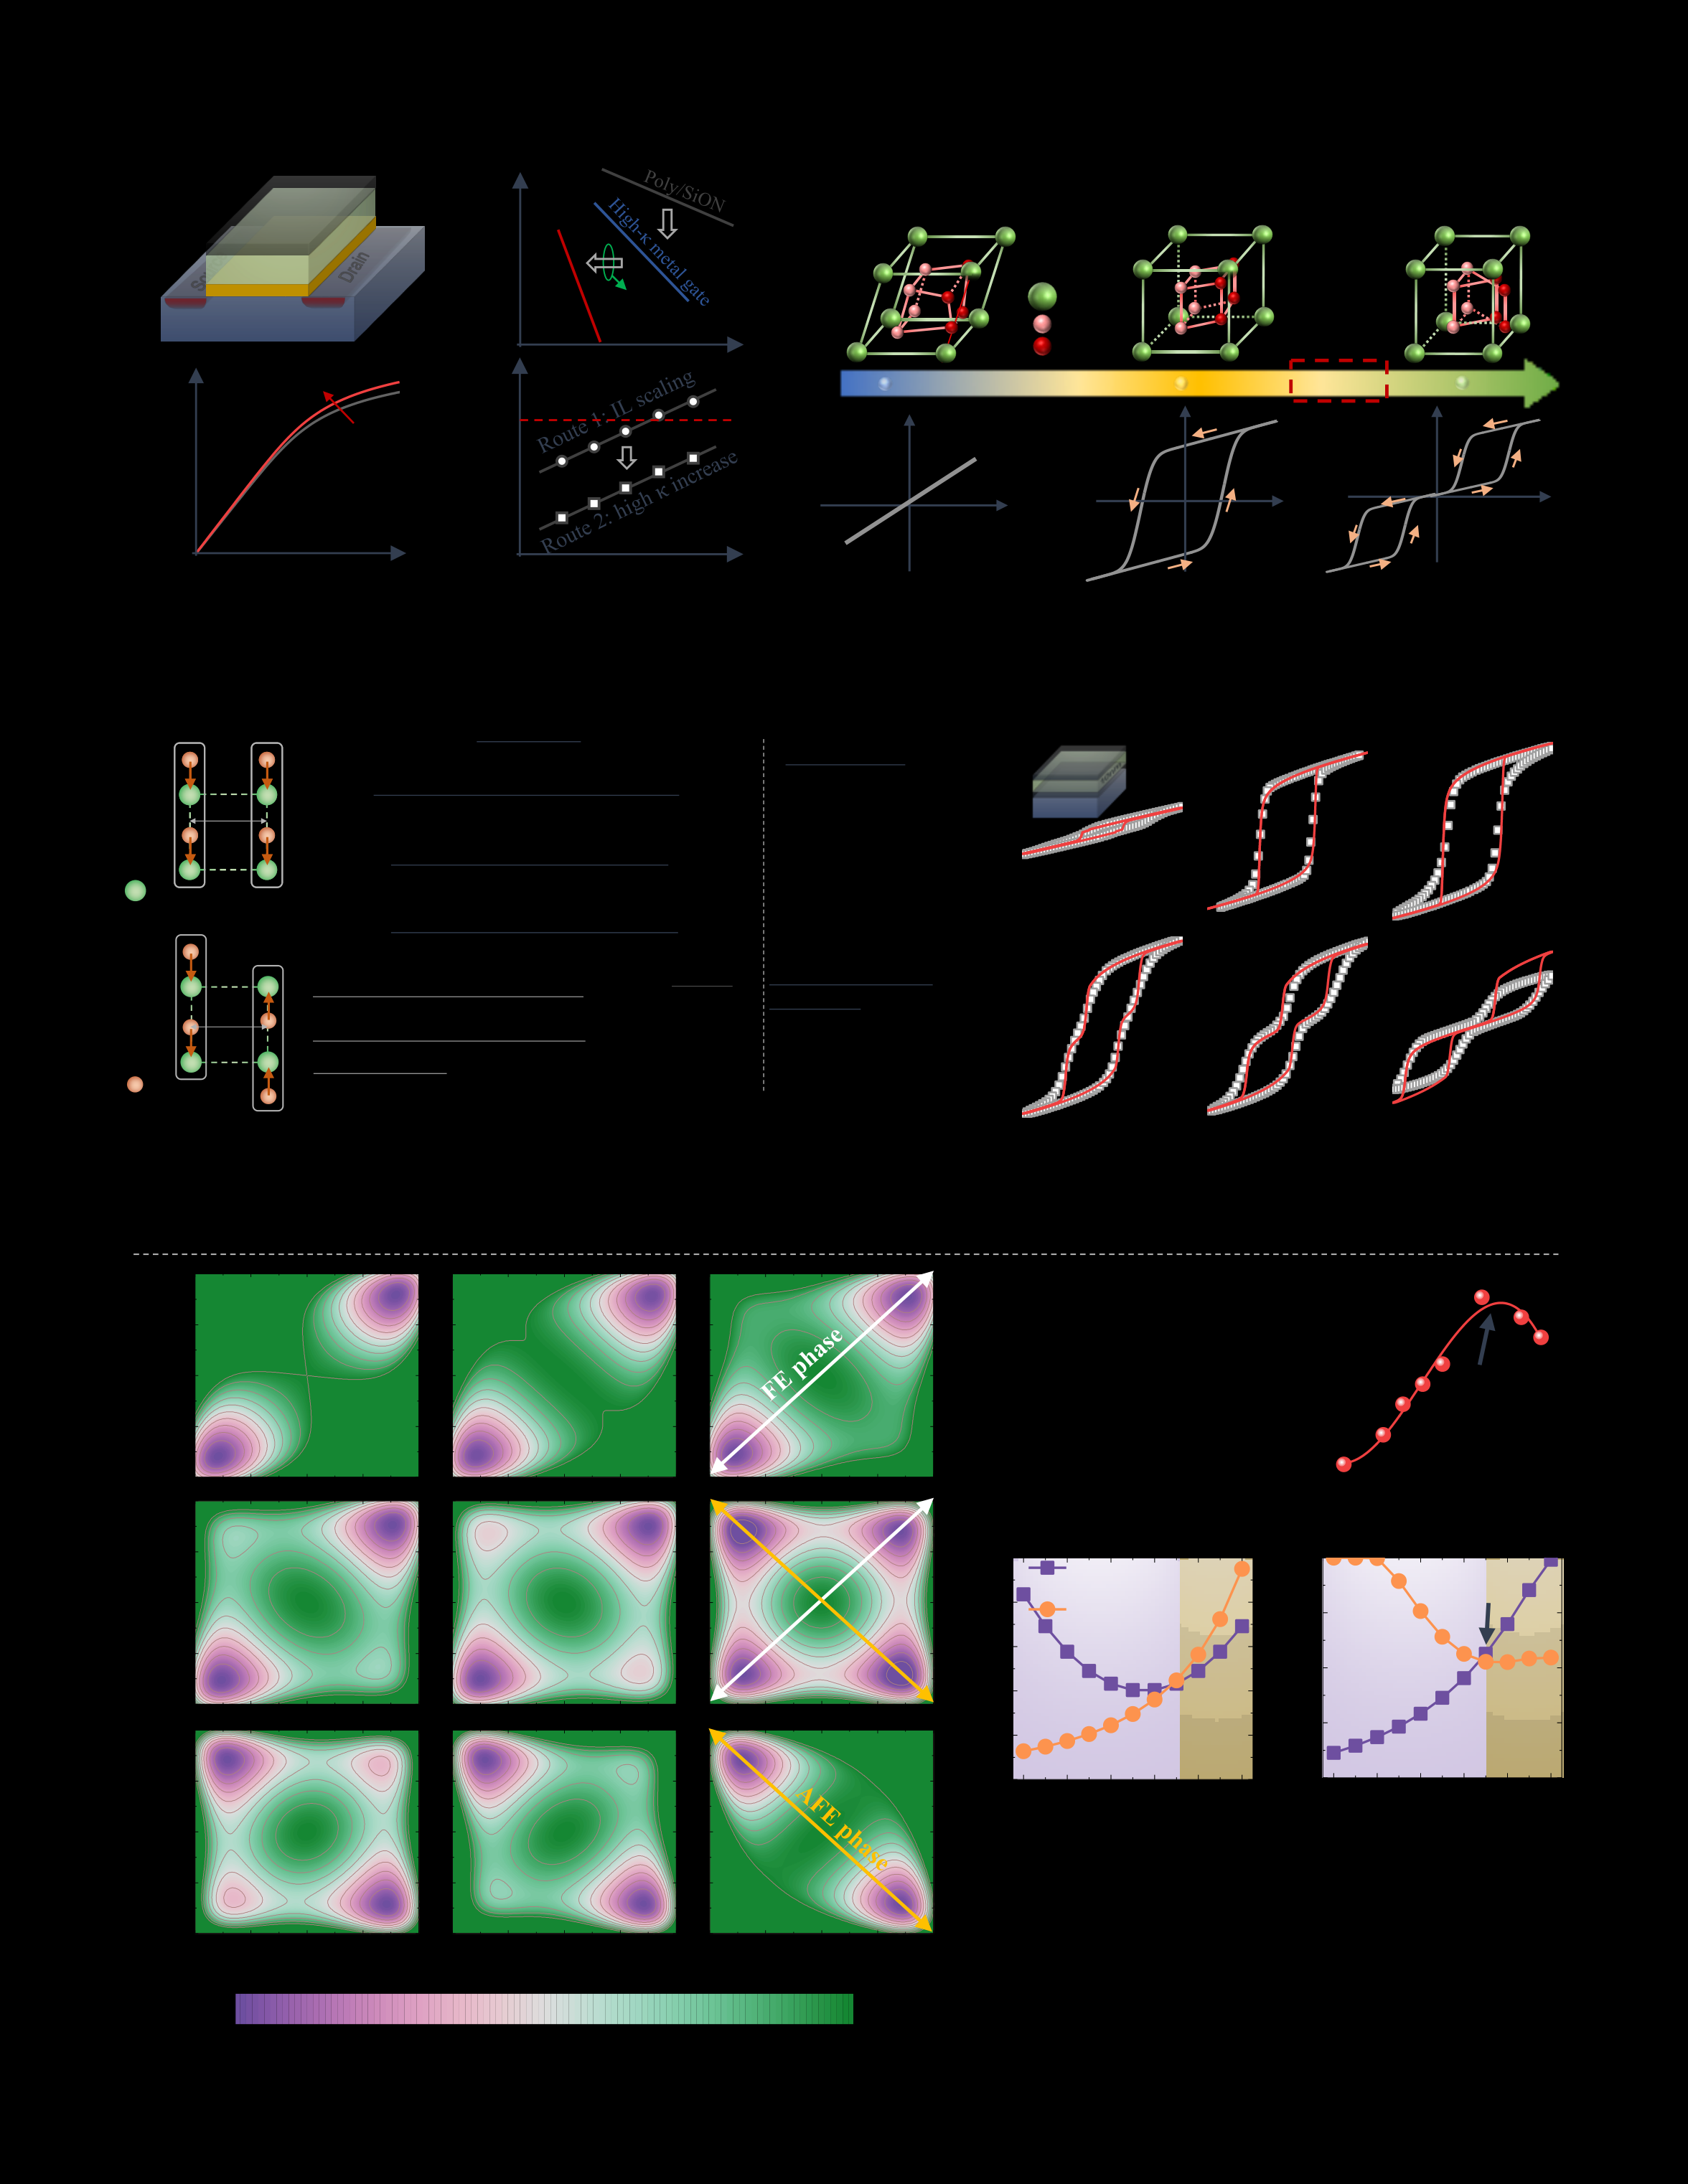 Poly/SiON
High-κ metal gate
Drain
Route 1: IL scaling
Route 2: high κ increase
FE phase
AFE phase